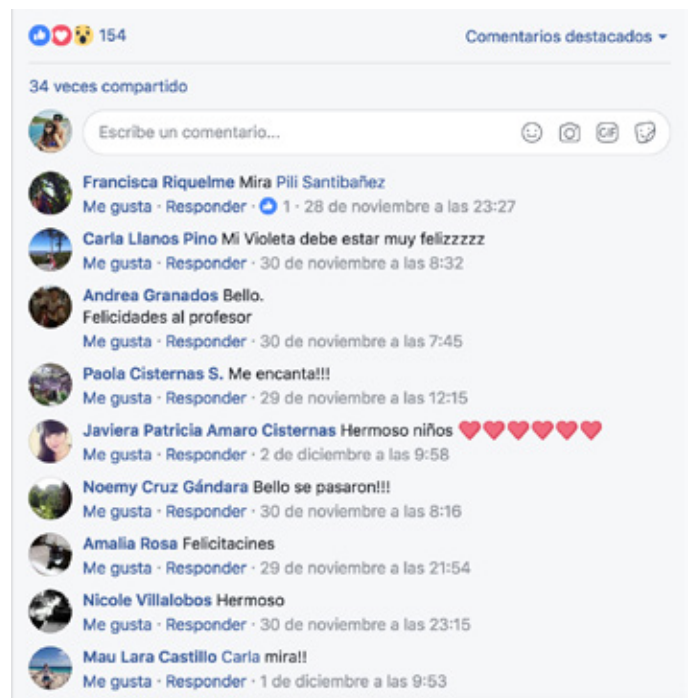 154
Comentarios destacados
34 veces compartido
Escribe un comentario...
GIF
Francisca Riquelme Mira Pili Santibañez
Me gusta · Responder · 1 · 28 de noviembre a las 23:27
Carla Llanos Pino Mi Violeta debe estar muy felizzzzz
Me gusta · Responder · 30 de noviembre a las 8:32
Andrea Granados Bello.
Felicidades al profesor
Me gusta · Responder · 30 de noviembre a las 7:45
Paola Cisternas S. Me encanta!!!
Me gusta · Responder · 29 de noviembre a las 12:15
Javiera Patricia Amaro Cisternas Hermoso niños ❤❤❤❤❤❤
Me gusta · Responder · 2 de diciembre a las 9:58
Noemy Cruz Gándara Bello se pasaron!!!
Me gusta · Responder · 30 de noviembre a las 8:16
Amalia Rosa Felicitacines
Me gusta · Responder · 29 de noviembre a las 21:54
Nicole Villalobos Hermoso
Me gusta · Responder · 30 de noviembre a las 23:15
Mau Lara Castillo Carla mira!!
Me gusta · Responder · 1 de diciembre a las 9:53